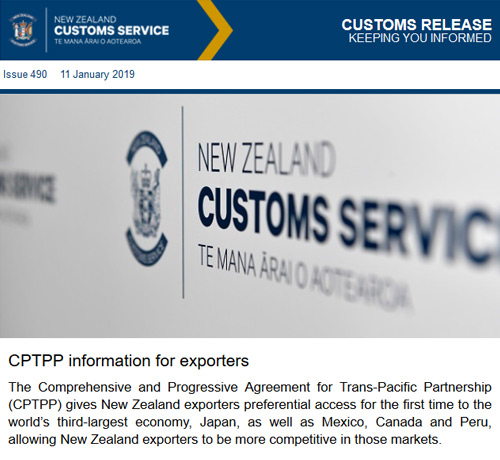 NEW ZEALAND
CUSTOMS SERVICE
TE MANA ĀRAI O AOTEAROA
CUSTOMS RELEASE
KEEPING YOU INFORMED
Issue 490 11 January 2019
SERVICE
NEW ZEALAND
CUSTOMS SERVIC
TE MANA ĀRAI O AOTEAROA
CPTPP information for exporters
The Comprehensive and Progressive Agreement for Trans-Pacific Partnership
(CPTPP) gives New Zealand exporters preferential access for the first time to the
world's third-largest economy, Japan, as well as Mexico, Canada and Peru,
allowing New Zealand exporters to be more competitive in those markets.